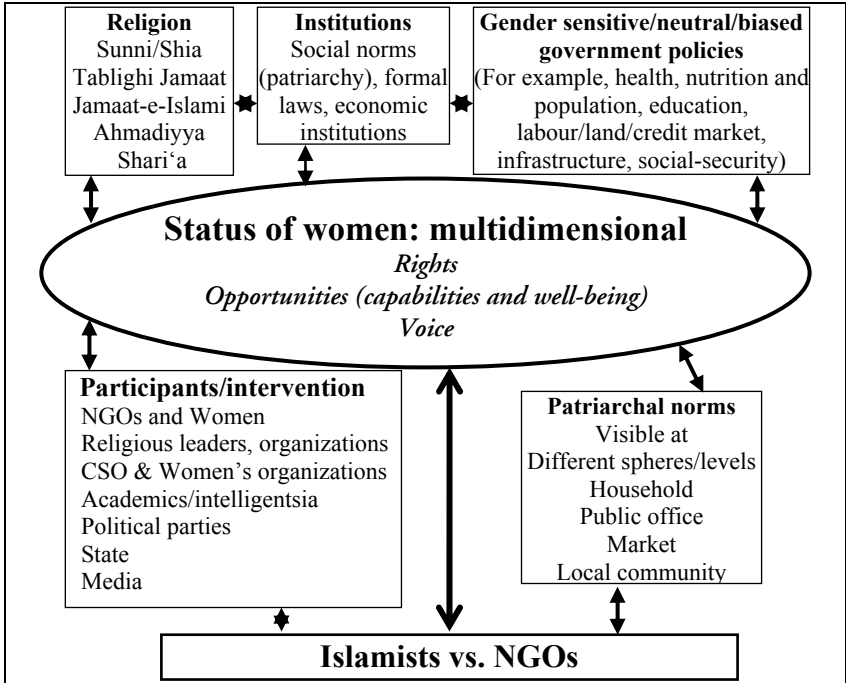 Religion
Sunni/Shia
Tablighi Jamaat
Jamaat-e-Islami
Ahmadiyya
Shari‘a
Institutions
Social norms
(patriarchy), formal
laws, economic
institutions
Gender sensitive/neutral/biased
government policies
(For example, health, nutrition and
population, education,
labour/land/credit market,
infrastructure, social-security)
Status of women: multidimensional
Rights
Opportunities (capabilities and well-being)
Voice
Participants/intervention
NGOs and Women
Religious leaders, organizations
CSO & Women’s organizations
Academics/intelligentsia
Political parties
State
Media
Patriarchal norms
Visible at
Different spheres/levels
Household
Public office
Market
Local community
Islamists vs. NGOs